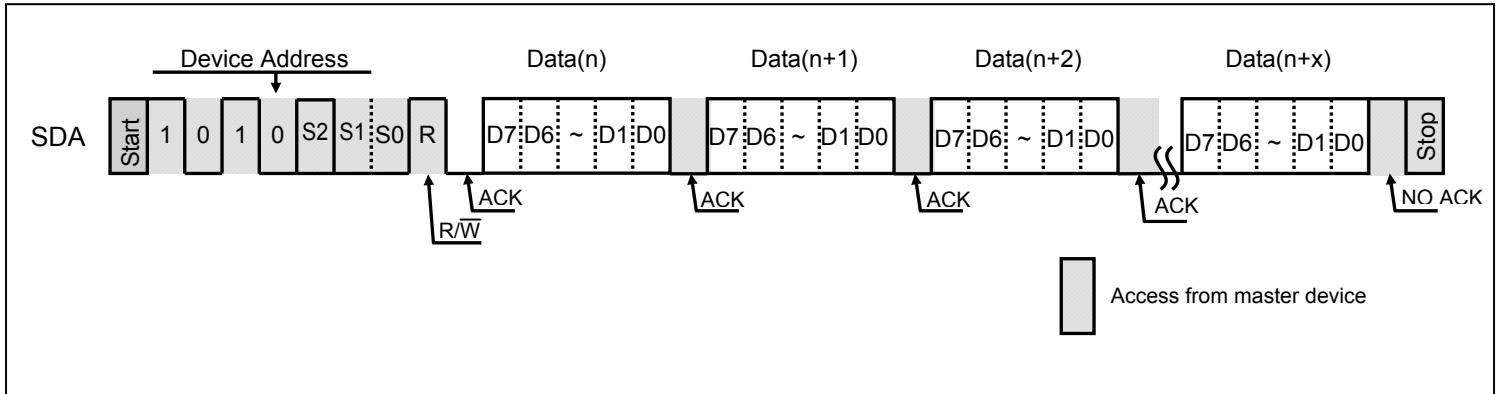 Device Address Data(n) Data(n+1) Data(n+2) Data(n+x)
SDA Start 1 0 1 0 S2 S1 S0 R D7 D6 ~ D1 D0 D7 D6 ~ D1 D0 D7 D6 ~ D1 D0 D7 D6 ~ D1 D0 Stop
ACK ACK ACK ACK NO ACK
R/W̅
Access from master device